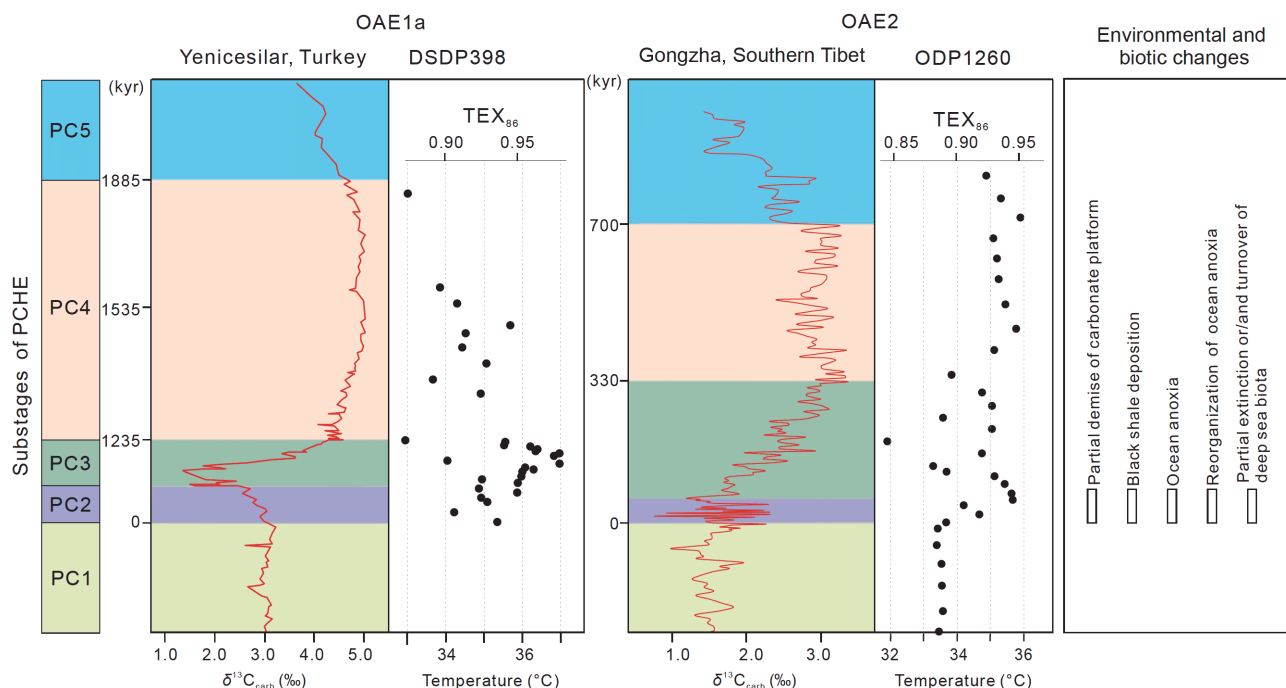 OAE1a
OAE2
Environmental and
biotic changes
Yenicesilar, Turkey
DSDP398
Gongzha, Southern Tibet
ODP1260
Substages of PCHE
PC5
PC4
PC3
PC2
PC1
(kyr)
1885
1535
1235
0
TEX86
0.90
0.95
(kyr)
700
330
0
TEX86
0.85
0.90
0.95
1.0
2.0
3.0
4.0
5.0
δ13Ccarb (‰)
34
35
36
Temperature (°C)
1.0
2.0
3.0
δ13Ccarb (‰)
32
33
35
36
Temperature (°C)
Partial demise of carbonate platform
Black shale deposition
Ocean anoxia
Reorganization of ocean anoxia
Partial extinction or/and turnover of
deep sea biota